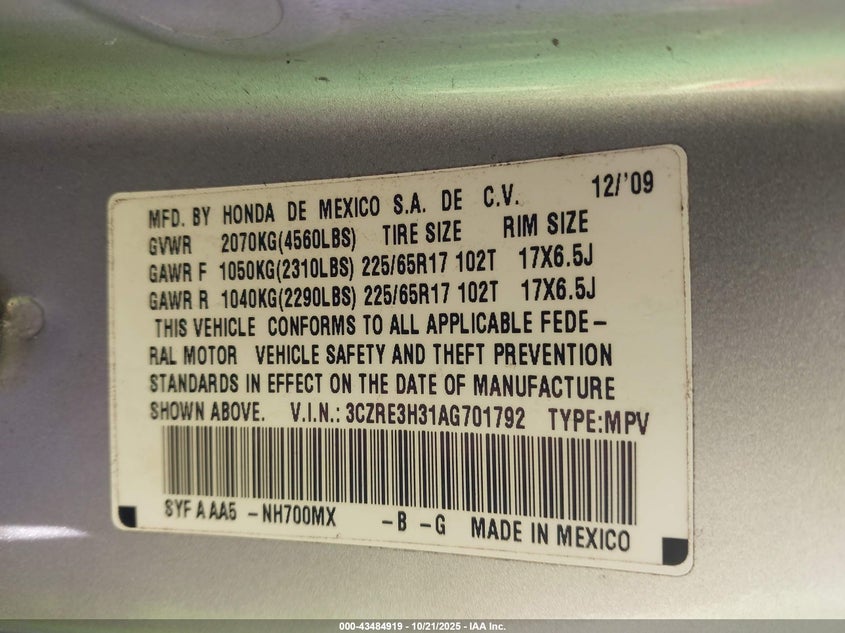 MFD. BY HONDA DE MEXICO S.A. DE C.V. 12/'09
GVWR 2070KG(4560LBS) TIRE SIZE RIM SIZE
GAWR F 1050KG(2310LBS) 225/65R17 102T 17X6.5J
GAWR R 1040KG(2290LBS) 225/65R17 102T 17X6.5J
THIS VEHICLE CONFORMS TO ALL APPLICABLE FEDE-
RAL MOTOR VEHICLE SAFETY AND THEFT PREVENTION
STANDARDS IN EFFECT ON THE DATE OF MANUFACTURE
SHOWN ABOVE. V.I.N.: 3CZRE3H31AG701792 TYPE:MPV
SYF A AA5 -NH700MX -B -G MADE IN MEXICO
000-43484919 - 10/21/2025 - IAA Inc.